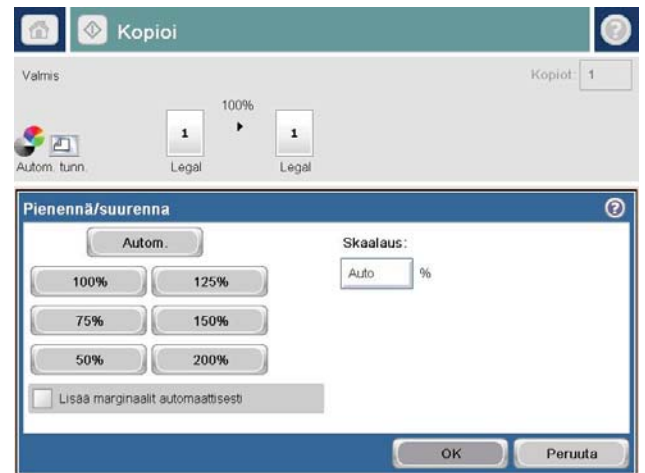 Kopioi
?
Valmis
Kopiot: 1
100%
1 1
Autom. tunn. Legal Legal
Pienennä/suurenna ?
Autom. Skaalaus:
Auto %
100% 125%
75% 150%
50% 200%
Lisää marginaalit automaattisesti
OK Peruuta